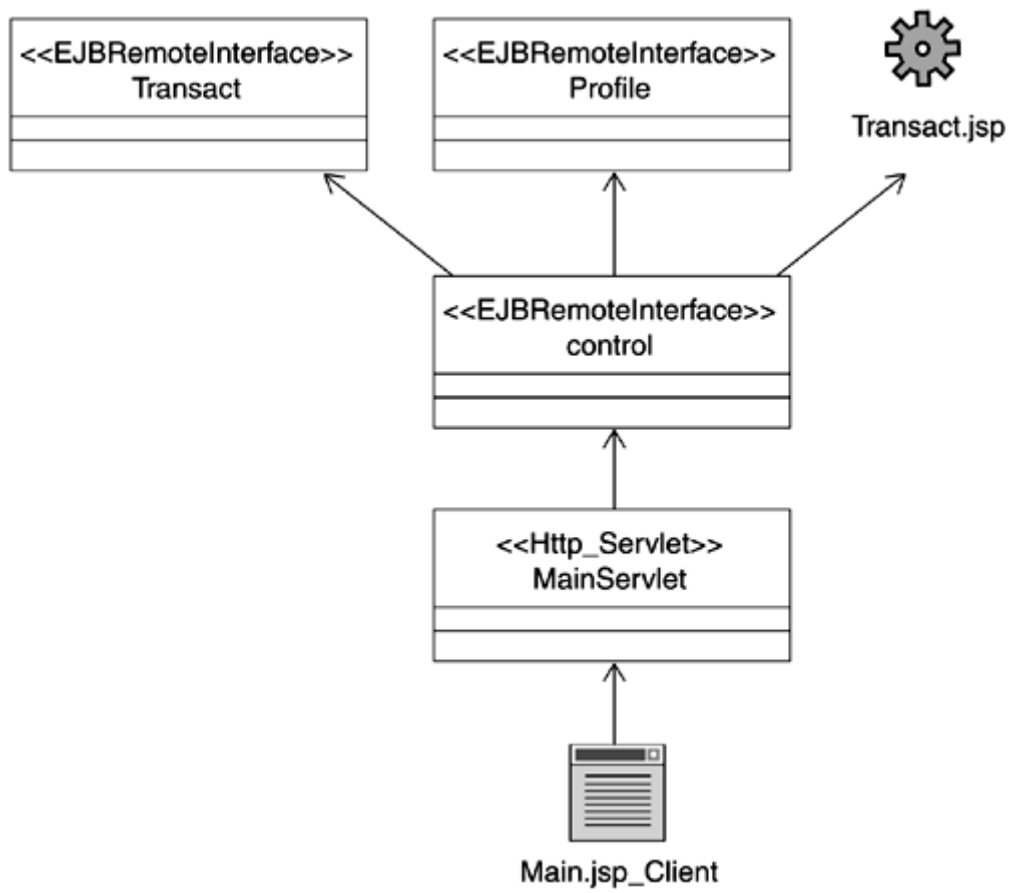 <<EJBRemoteInterface>>
Transact
<<EJBRemoteInterface>>
Profile
Transact.jsp
<<EJBRemoteInterface>>
control
<<Http_Servlet>>
MainServlet
Main.jsp_Client